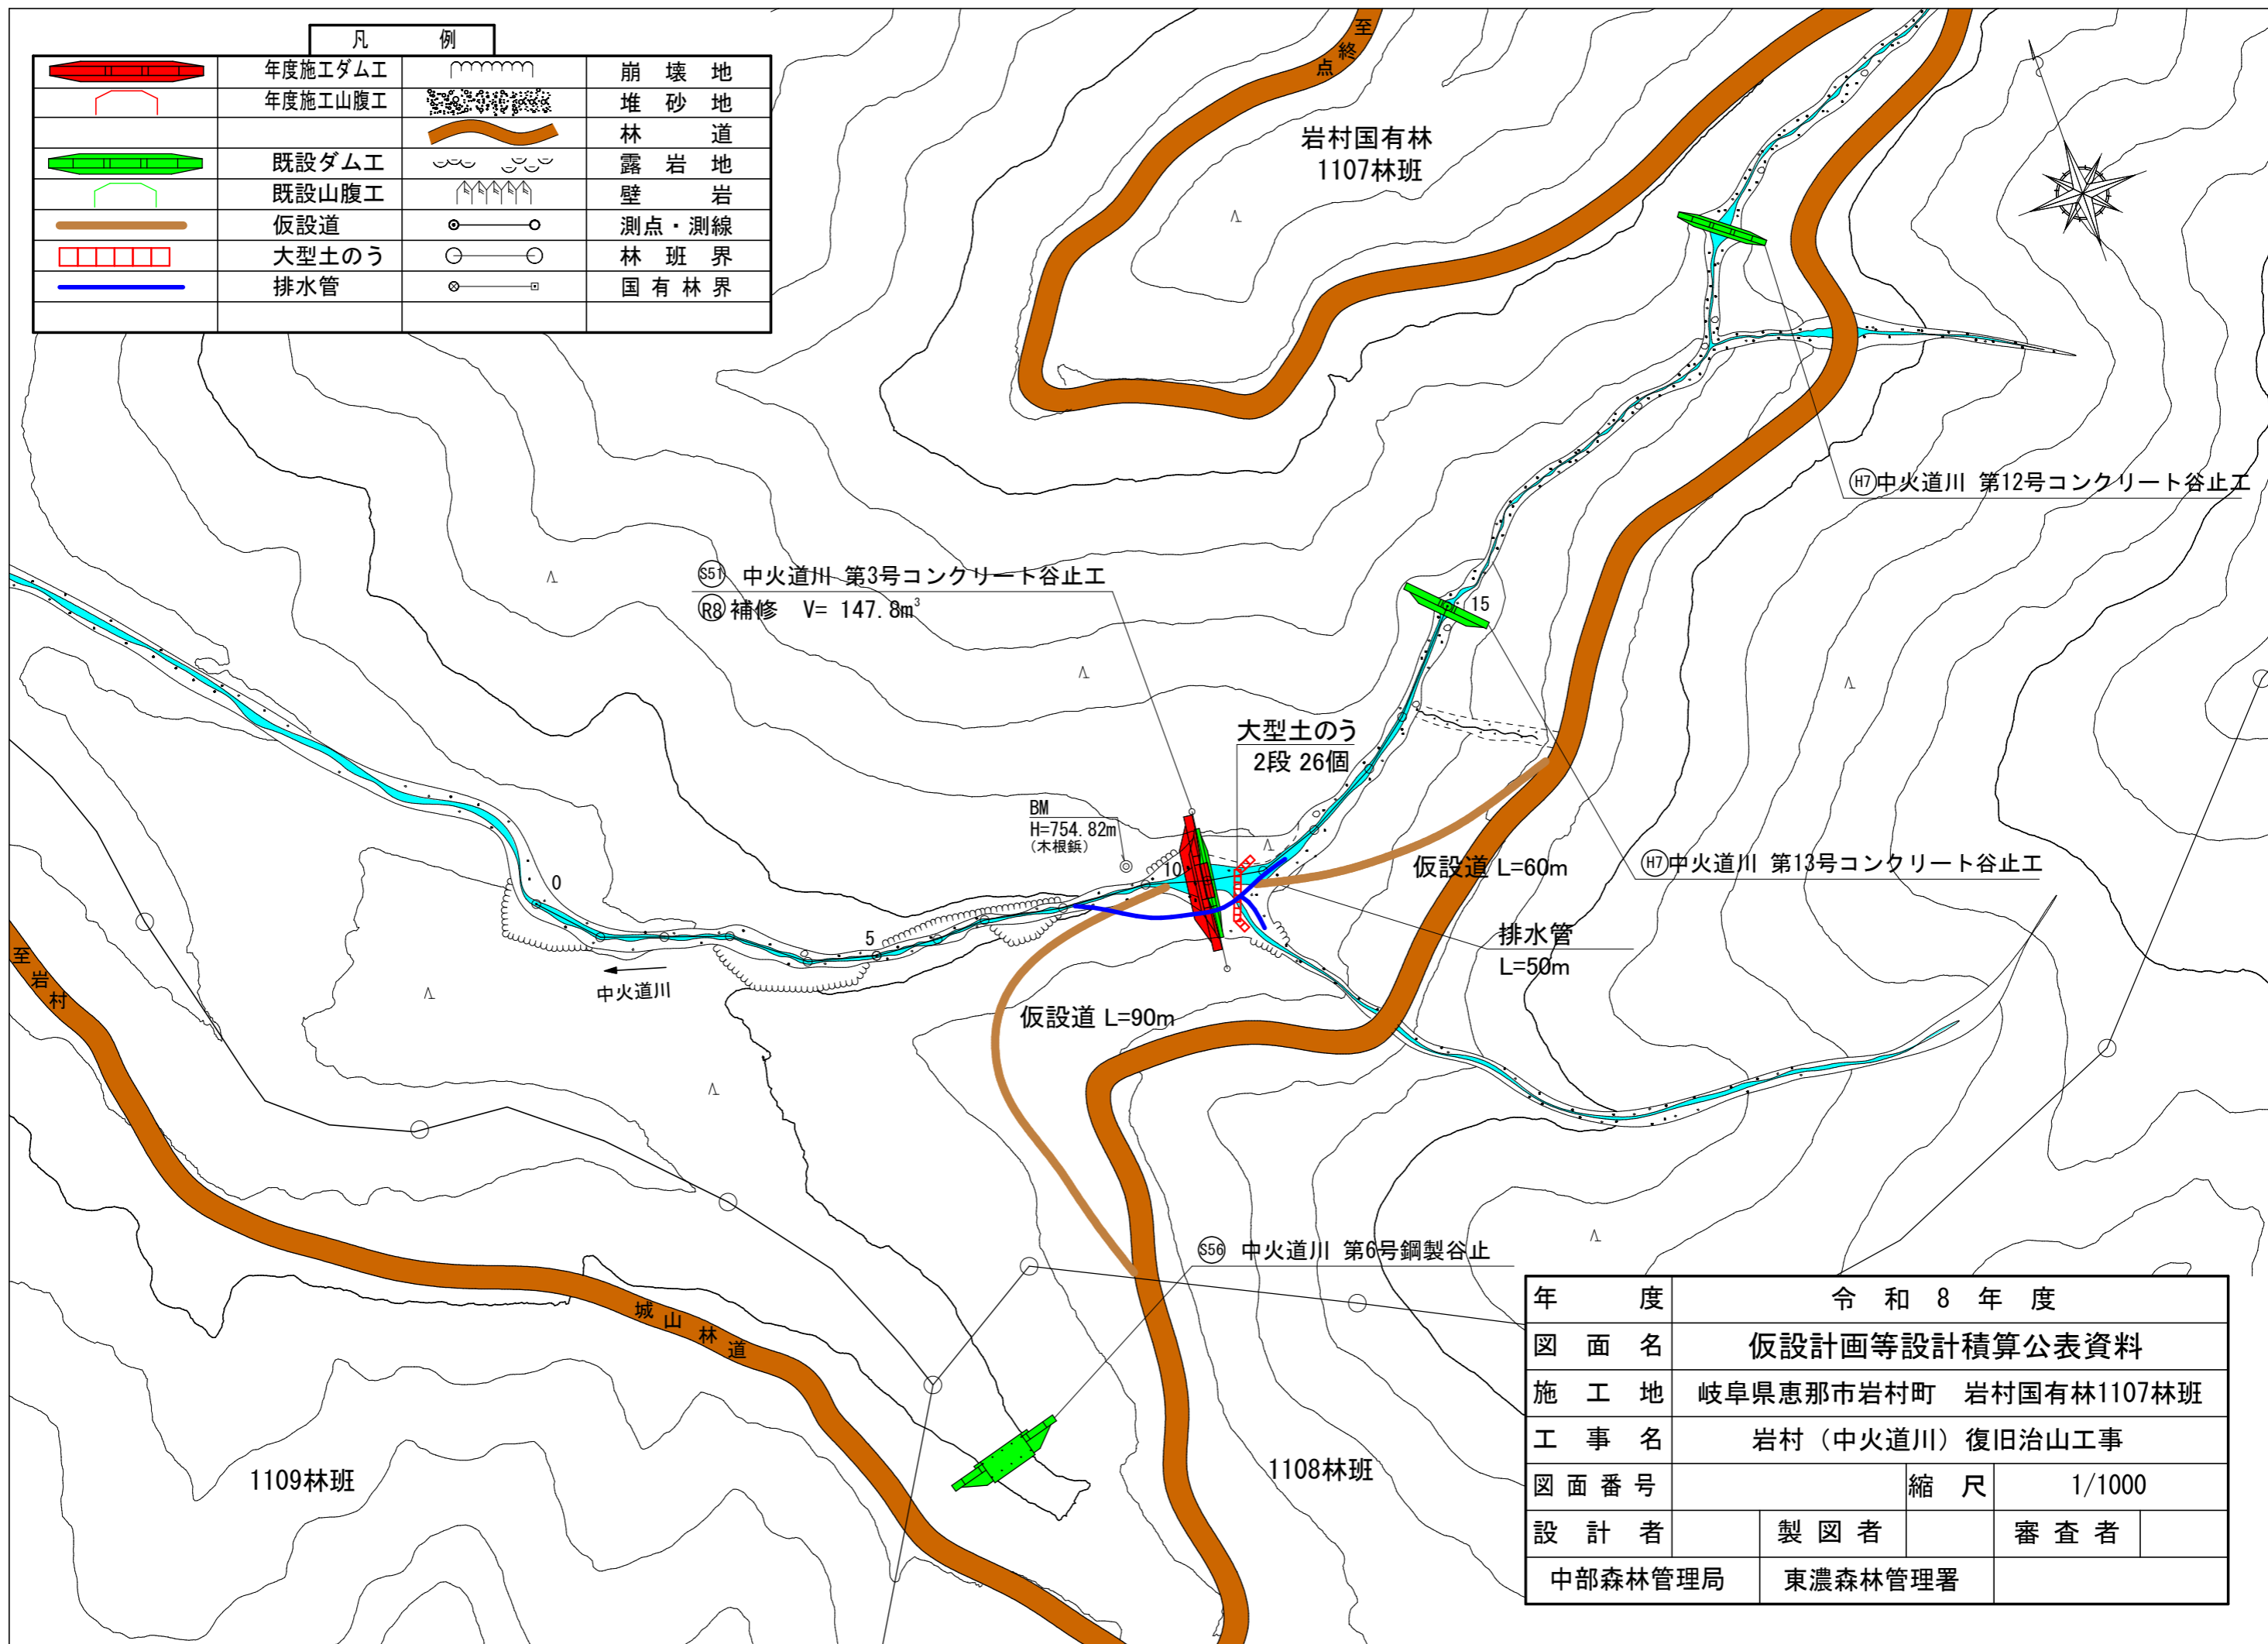 凡 例
年度施工ダムエ 崩壊地
年度施工山腹工 堆砂地
林道
既設ダム工 露岩地
既設山腹工 壁岩
仮設道 測点・測線
大型土のう 林班界
排水管 国有林界
至終点
岩村国有林
1107林班
H7 中火道川 第12号コンクリート谷止工
S51 中火道川 第3号コンクリート谷止工
R8 補修 V= 147.8m³
15
大型土のう
2段 26個
BM
H=754.82m
(木根鋲)
10
仮設道 L=60m
H7 中火道川 第13号コンクリート谷止工
0
5
排水管
L=50m
中火道川
至岩村
仮設道 L=90m
S56 中火道川 第6号鋼製谷止
城山林道
1109林班
1108林班
年度 令和8年度
図面名 仮設計画等設計積算公表資料
施工地 岐阜県恵那市岩村町 岩村国有林1107林班
工事名 岩村（中火道川）復旧治山工事
図面番号 縮尺 1/1000
設計者 製図者 審査者
中部森林管理局 東濃森林管理署